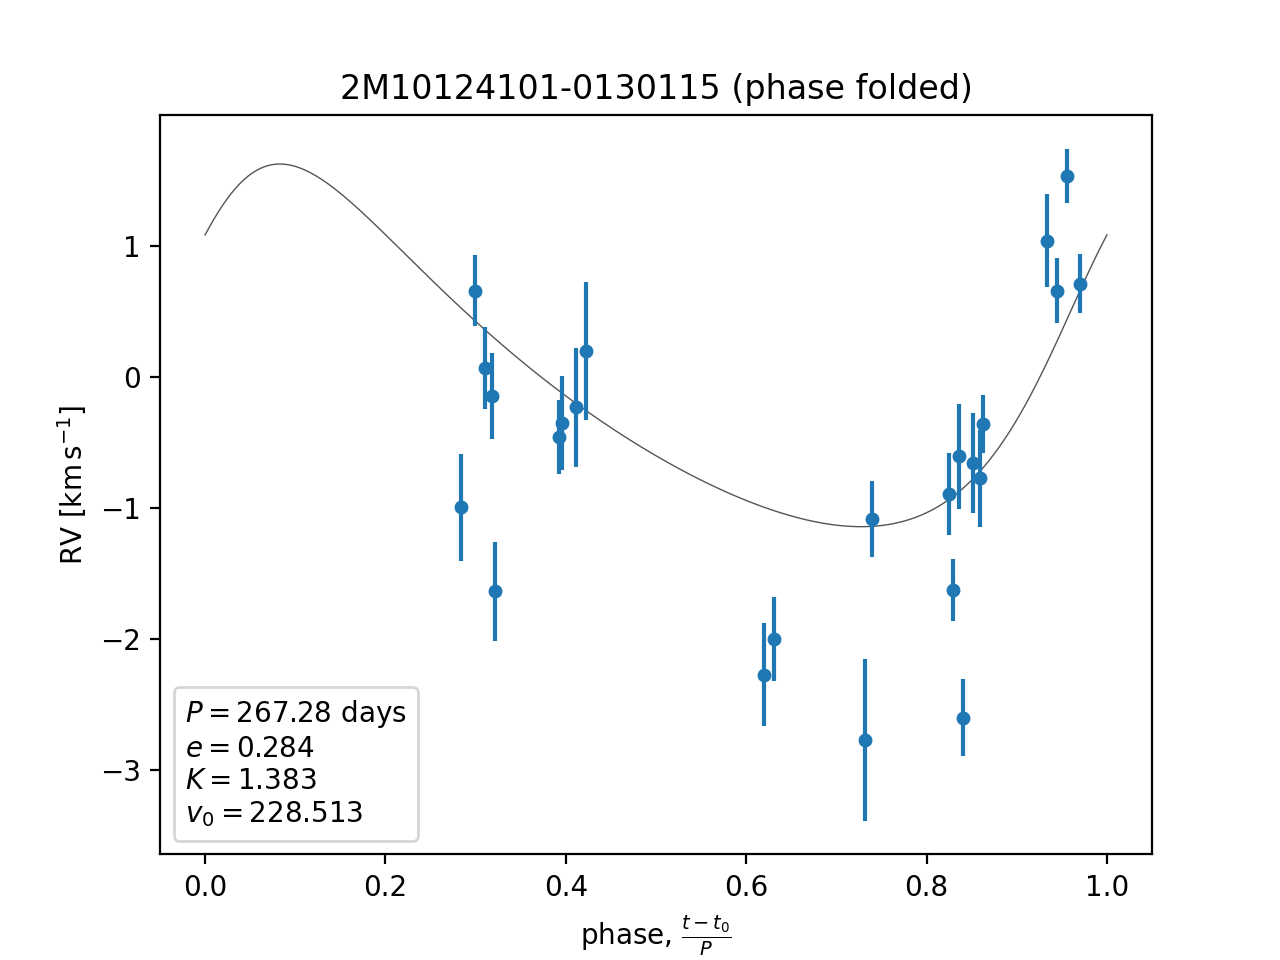 2M10124101-0130115 (phase folded)
RV [km s⁻¹]
1
0
−1
−2
−3
P = 267.28 days
e = 0.284
K = 1.383
v₀ = 228.513
0.0 0.2 0.4 0.6 0.8 1.0
phase, (t − t₀)/P